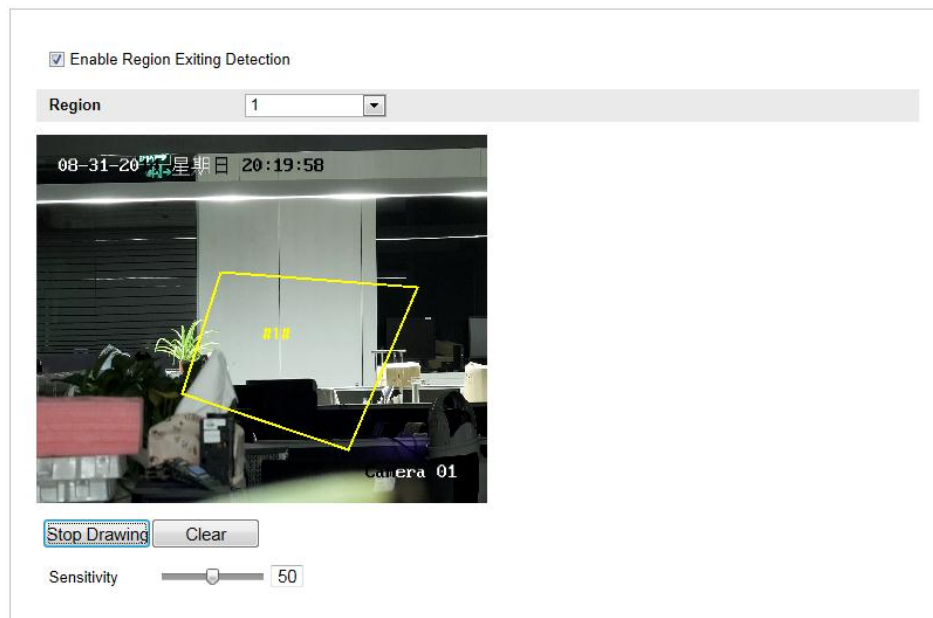 Enable Region Exiting Detection
Region 1
08-31-20 星期日 20:19:58
#1#
Camera 01
Stop Drawing Clear
Sensitivity 50